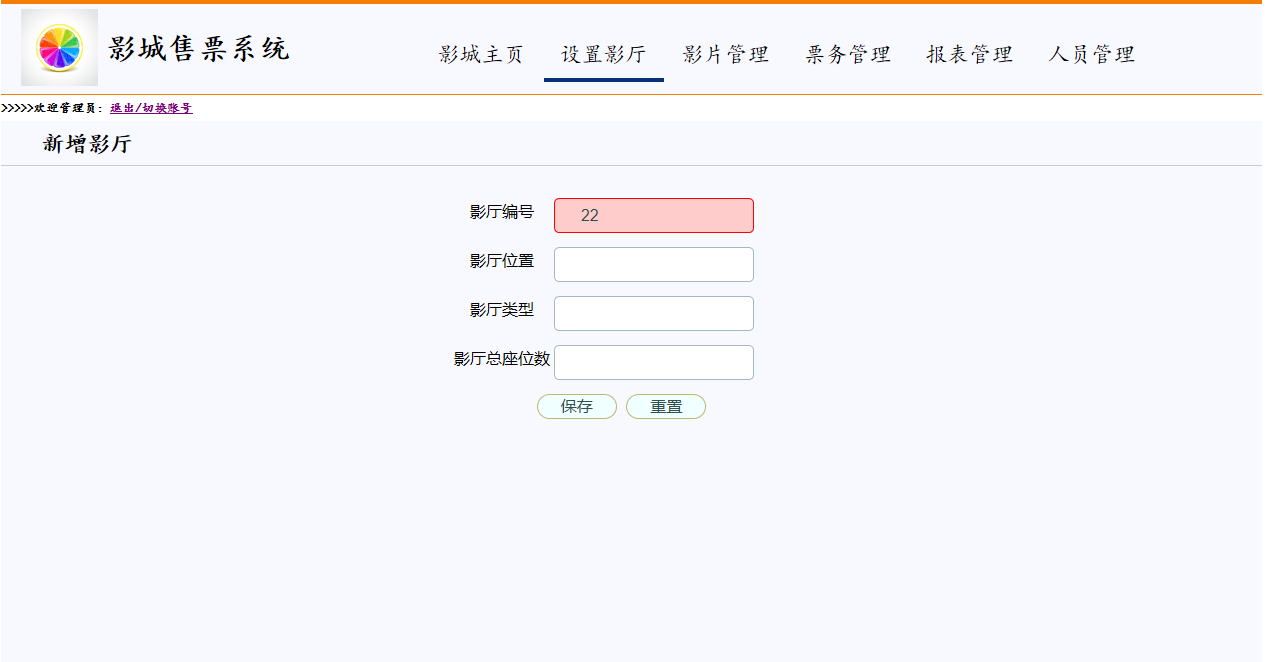 影城售票系统
影城主页 设置影厅 影片管理 票务管理 报表管理 人员管理
>>>>>欢迎管理员： 退出/切换账号
新增影厅
影厅编号 22
影厅位置
影厅类型
影厅总座位数
保存 重置